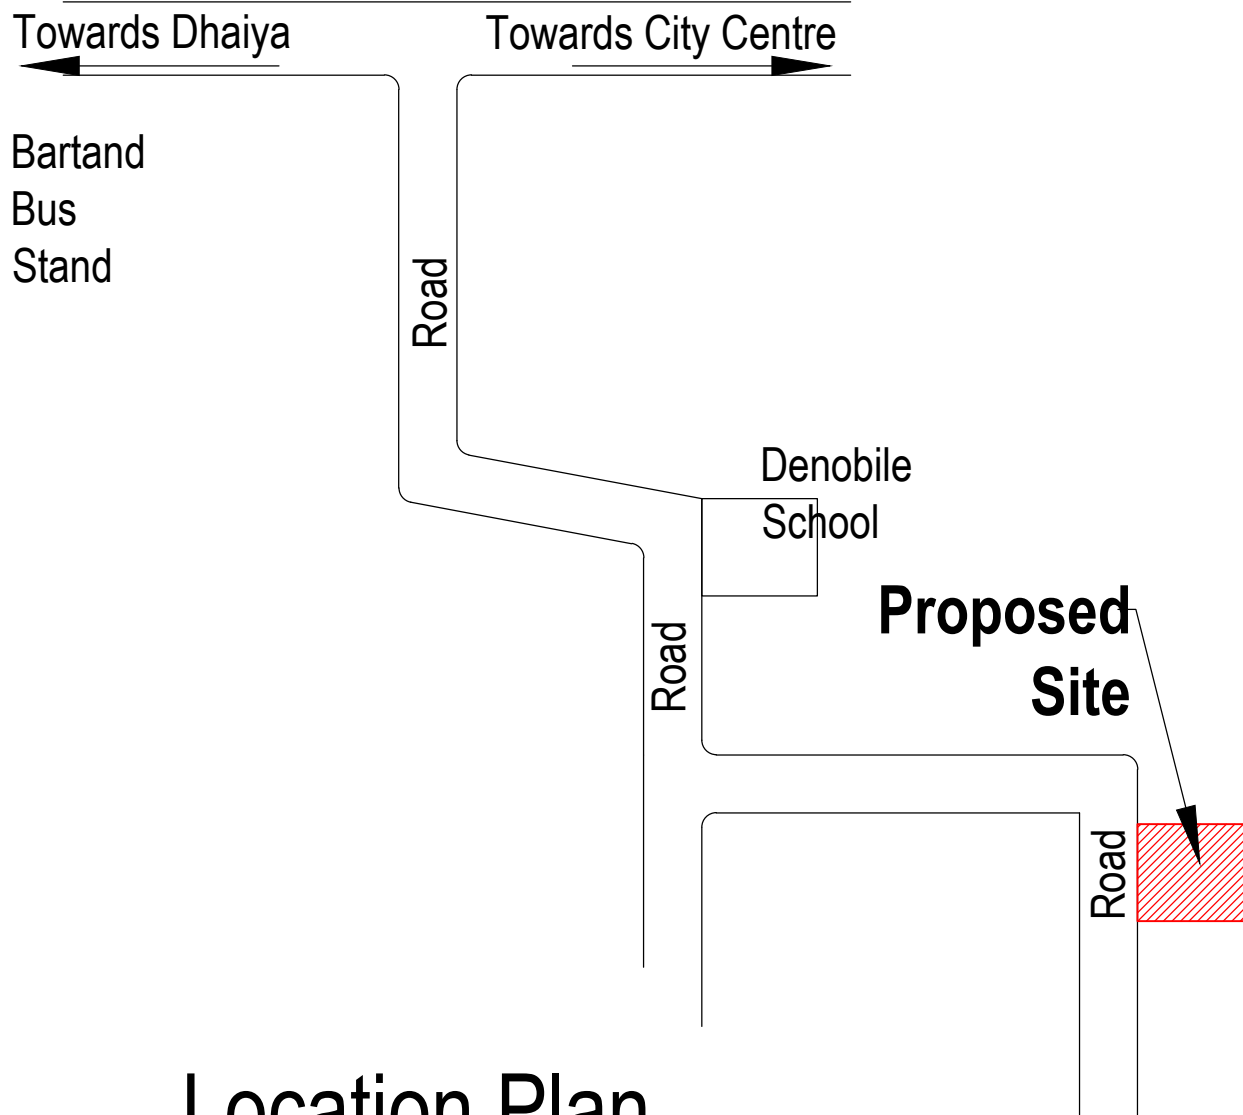 Towards Dhaiya
Towards City Centre
Bartand
Bus
Stand
Road
Denobile
School
Proposed
Site
Road
Road
Location Plan